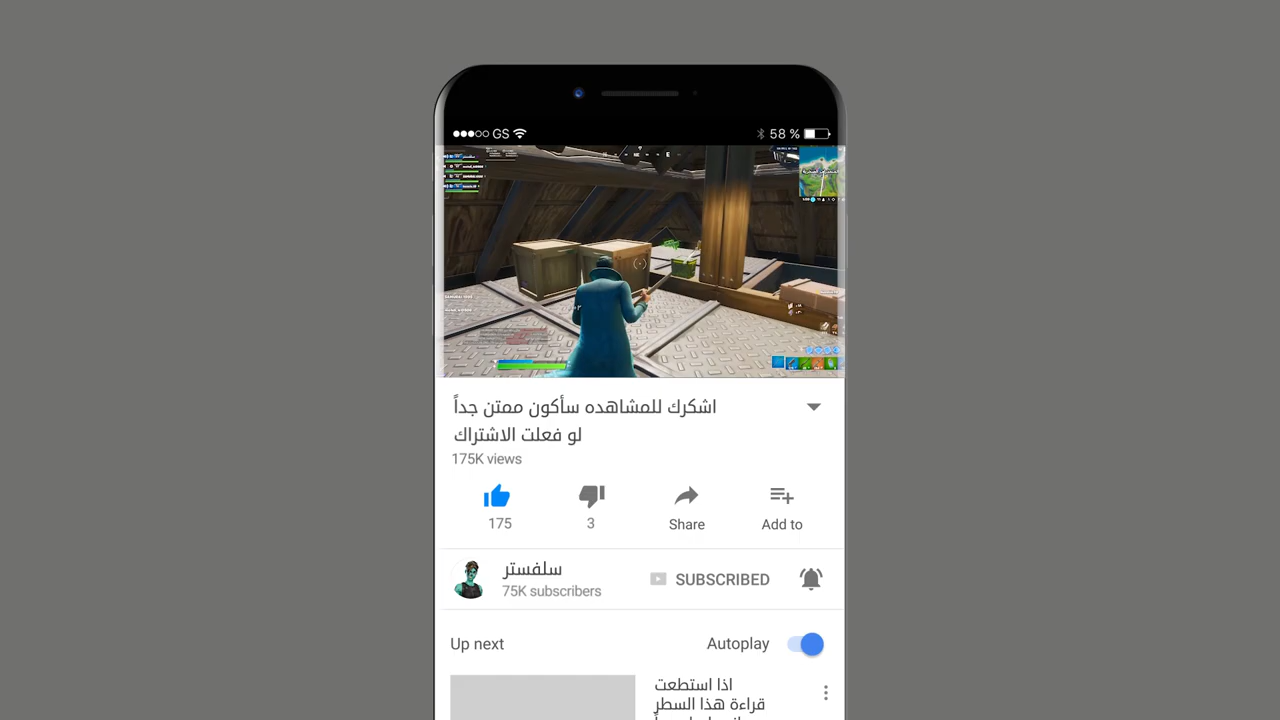 GS 58 %
E
اشكرك للمشاهده سأكون ممتن جداً
لو فعلت الاشتراك
175K views
175 3 Share Add to
سلفستر
75K subscribers
SUBSCRIBED
Up next Autoplay
اذا استطعت
قراءة هذا السطر